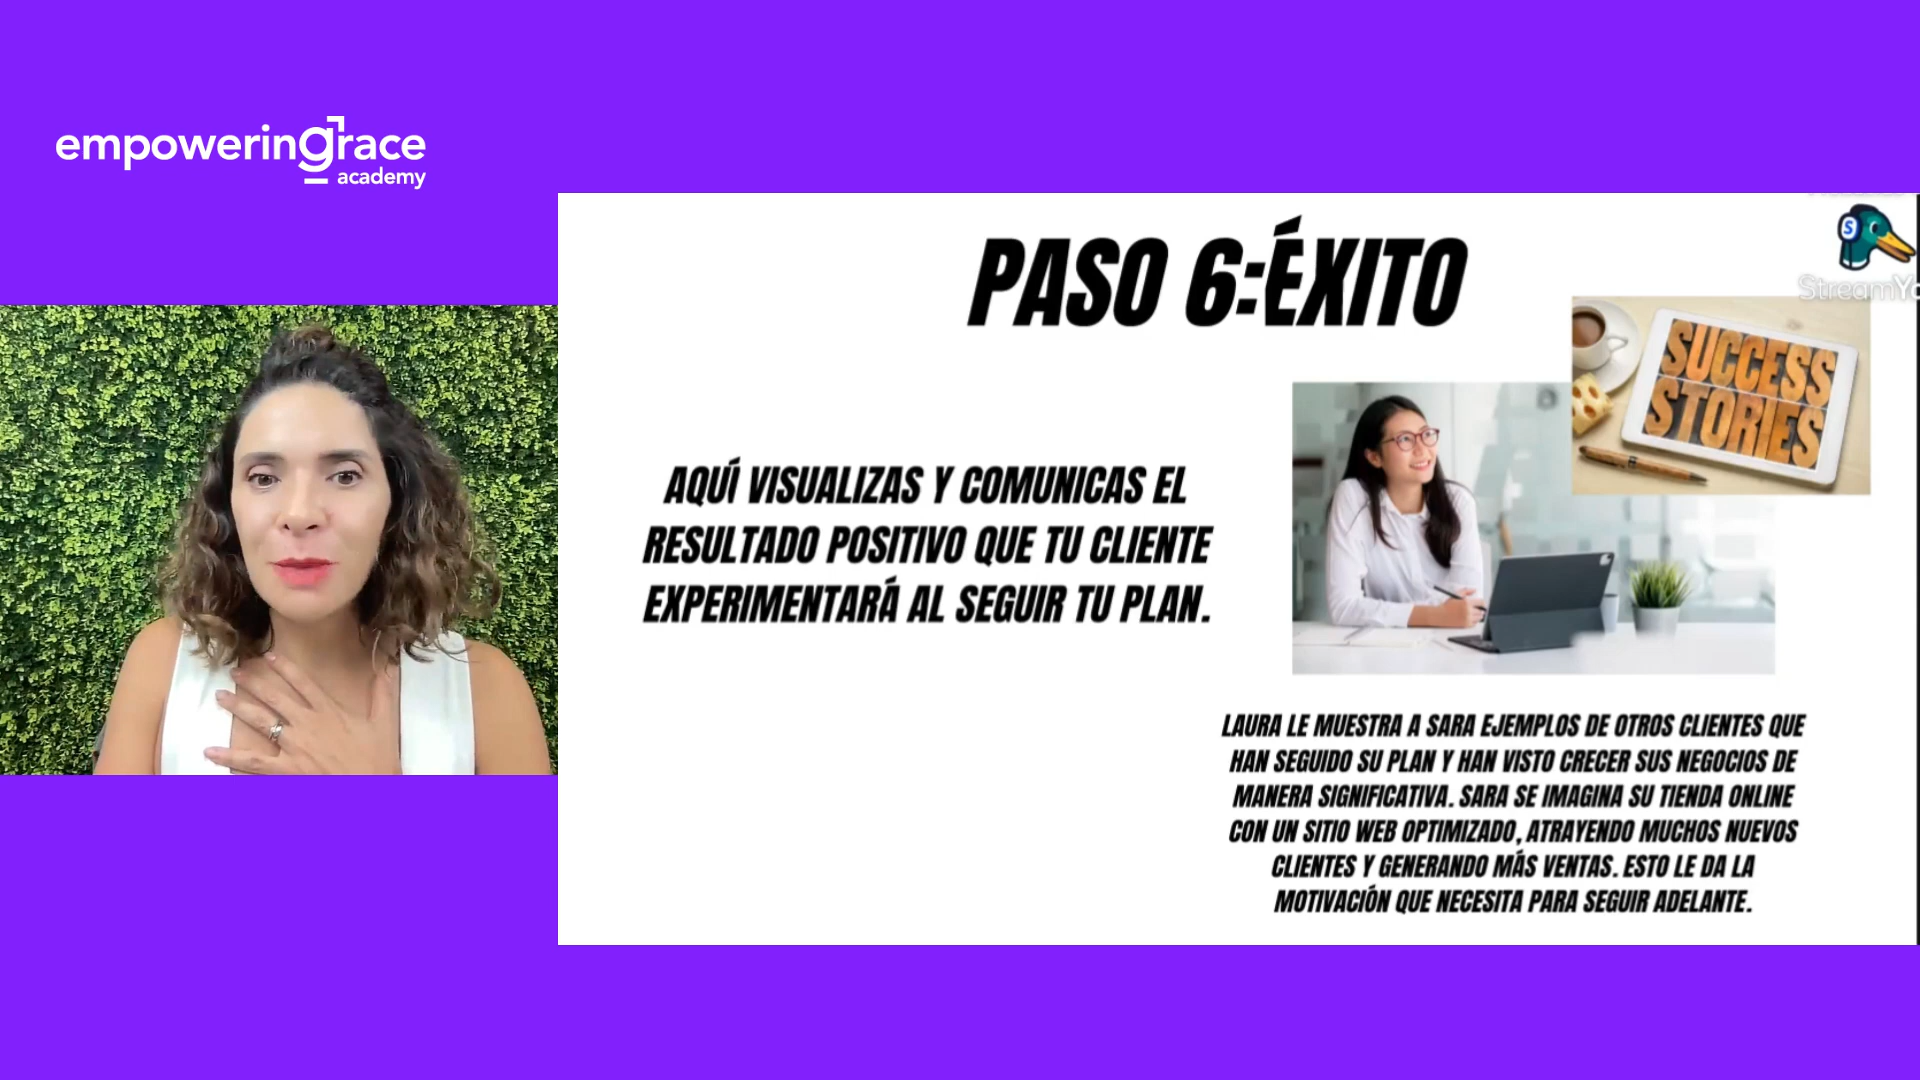 empoweringrace
academy
PASO 6:ÉXITO
SUCCESS
STORIES
AQUÍ VISUALIZAS Y COMUNICAS EL
RESULTADO POSITIVO QUE TU CLIENTE
EXPERIMENTARÁ AL SEGUIR TU PLAN.
LAURA LE MUESTRA A SARA EJEMPLOS DE OTROS CLIENTES QUE
HAN SEGUIDO SU PLAN Y HAN VISTO CRECER SUS NEGOCIOS DE
MANERA SIGNIFICATIVA. SARA SE IMAGINA SU TIENDA ONLINE
CON UN SITIO WEB OPTIMIZADO, ATRAYENDO MUCHOS NUEVOS
CLIENTES Y GENERANDO MÁS VENTAS. ESTO LE DA LA
MOTIVACIÓN QUE NECESITA PARA SEGUIR ADELANTE.